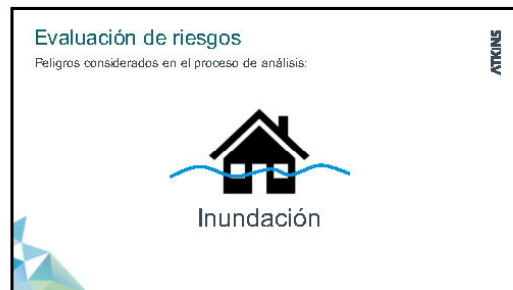 Evaluación de riesgos
Peligros considerados en el proceso de análisis:
ATKINS
Inundación